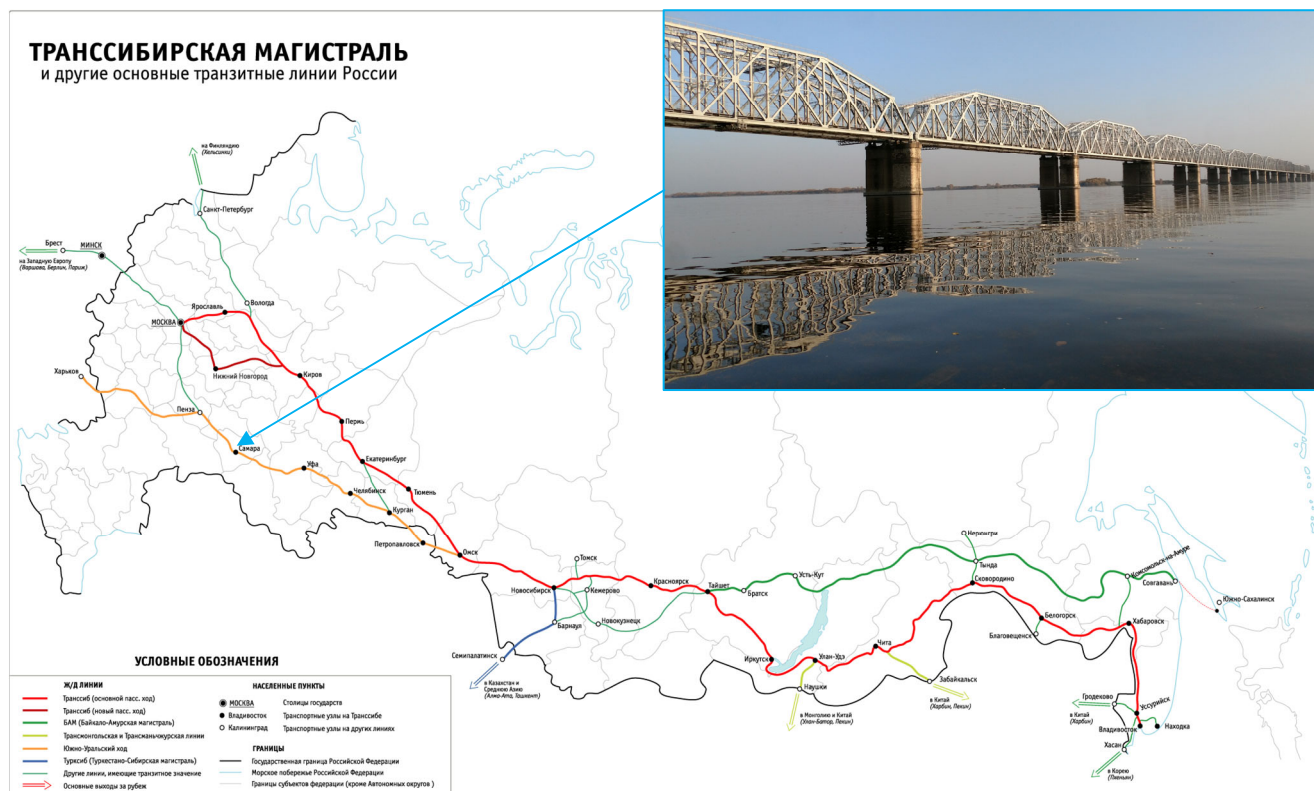 ТРАНССИБИРСКАЯ МАГИСТРАЛЬ
и другие основные транзитные линии России
на Финляндию
(Хельсинки)
Санкт-Петербург
Брест
МИНСК
на Западную Европу
(Варшава, Берлин, Париж)
Ярославль
Вологда
МОСКВА
Нижний Новгород
Киров
Харьков
Пенза
Пермь
Самара
Екатеринбург
Уфа
Тюмень
Челябинск
Курган
Петропавловск
Омск
Томск
Новосибирск
Кемерово
Красноярск
Тайшет
Братск
Усть-Кут
Нерюнгри
Тында
Комсомольск-на-Амуре
Совгавань
Сковородино
Южно-Сахалинск
Барнаул
Новокузнецк
Белогорск
Благовещенск
Хабаровск
Семипалатинск
Иркутск
Улан-Удэ
Чита
в Казахстан и
Среднюю Азию
(Алма-Ата, Ташкент)
Наушки
Забайкальск
в Монголию и Китай
(Улан-Батор, Пекин)
в Китай
(Харбин, Пекин)
Гродеково
Уссурийск
в Китай
(Харбин)
Владивосток
Находка
Хасан
в Корею
(Пхеньян)
УСЛОВНЫЕ ОБОЗНАЧЕНИЯ
Ж/Д ЛИНИИ
Транссиб (основной пасс. ход)
Транссиб (новый пасс. ход)
БАМ (Байкало-Амурская магистраль)
Трансмонгольская и Трансманьчжурская линии
Южно-Уральский ход
Турксиб (Туркестано-Сибирская магистраль)
Другие линии, имеющие транзитное значение
Основные выходы за рубеж
НАСЕЛЕННЫЕ ПУНКТЫ
МОСКВА Столицы государств
Владивосток Транспортные узлы на Транссибе
Калининград Транспортные узлы на других линиях
ГРАНИЦЫ
Государственная граница Российской Федерации
Морское побережье Российской Федерации
Границы субъектов федерации (кроме Автономных округов )